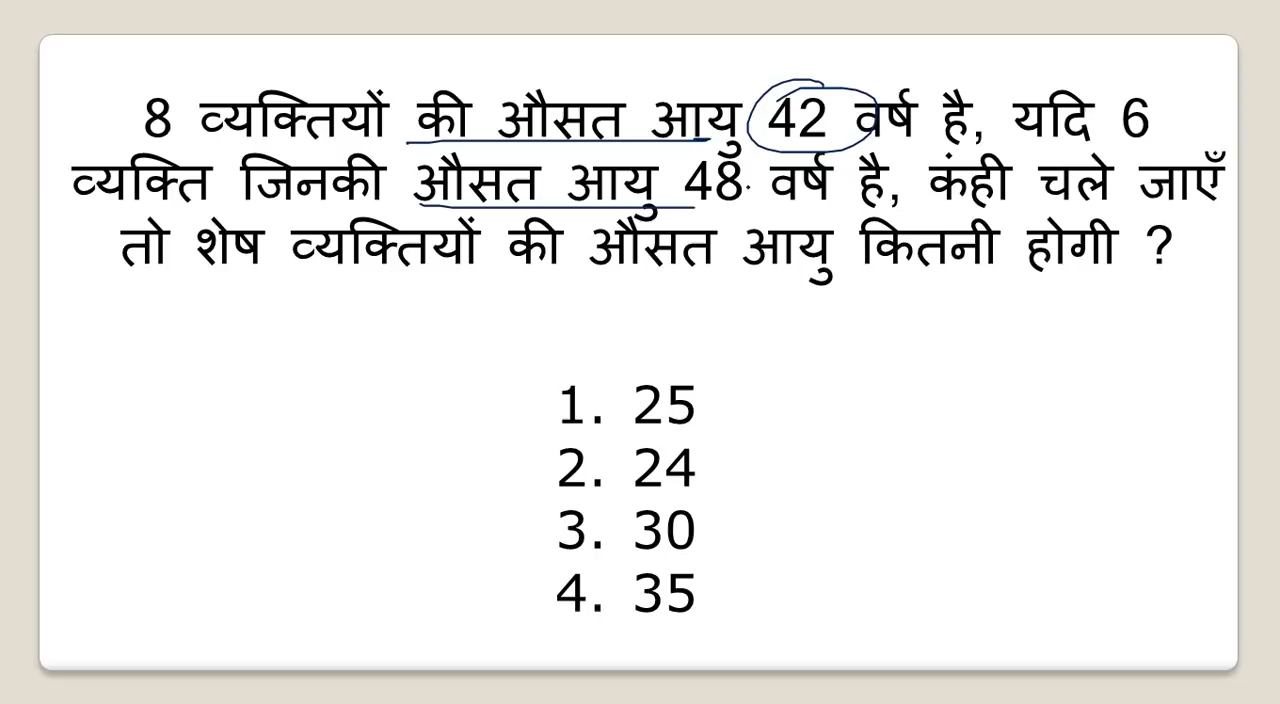 8 व्यक्तियों की औसत आयु 42 वर्ष है, यदि 6
व्यक्ति जिनकी औसत आयु 48 वर्ष है, कंही चले जाएँ
तो शेष व्यक्तियों की औसत आयु कितनी होगी ?
1. 25
2. 24
3. 30
4. 35